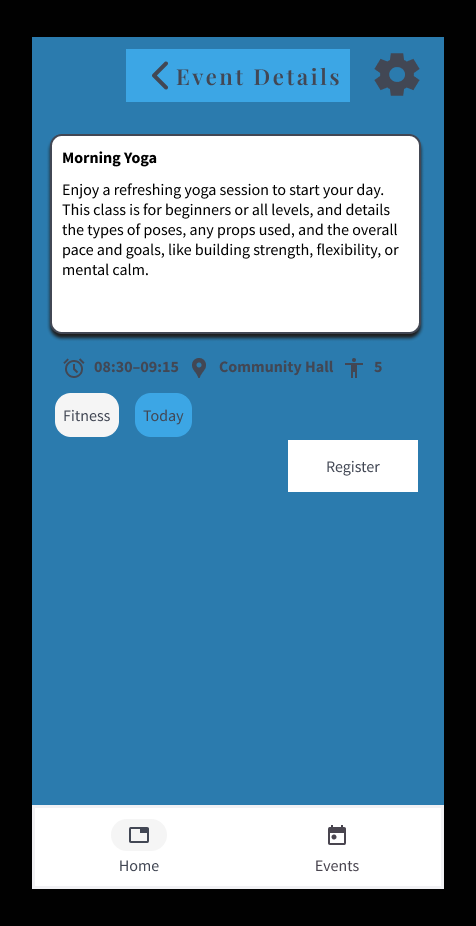 Event Details
Morning Yoga
Enjoy a refreshing yoga session to start your day.
This class is for beginners or all levels, and details
the types of poses, any props used, and the overall
pace and goals, like building strength, flexibility, or
mental calm.
08:30–09:15 Community Hall 5
Fitness Today
Register
Home Events